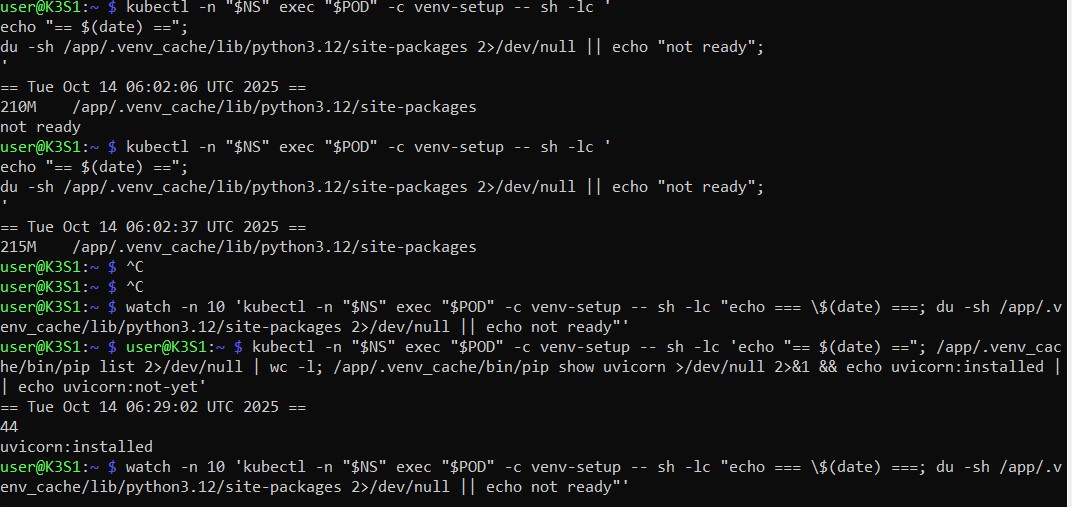 user@K3S1:~ $ kubectl -n "$NS" exec "$POD" -c venv-setup -- sh -lc '
echo "== $(date) ==";
du -sh /app/.venv_cache/lib/python3.12/site-packages 2>/dev/null || echo "not ready";
'
== Tue Oct 14 06:02:06 UTC 2025 ==
210M    /app/.venv_cache/lib/python3.12/site-packages
not ready
user@K3S1:~ $ kubectl -n "$NS" exec "$POD" -c venv-setup -- sh -lc '
echo "== $(date) ==";
du -sh /app/.venv_cache/lib/python3.12/site-packages 2>/dev/null || echo "not ready";
'
== Tue Oct 14 06:02:37 UTC 2025 ==
215M    /app/.venv_cache/lib/python3.12/site-packages
user@K3S1:~ $ ^C
user@K3S1:~ $ ^C
user@K3S1:~ $ watch -n 10 'kubectl -n "$NS" exec "$POD" -c venv-setup -- sh -lc "echo === \$(date) ===; du -sh /app/.v
env_cache/lib/python3.12/site-packages 2>/dev/null || echo not ready"'
user@K3S1:~ $ user@K3S1:~ $ kubectl -n "$NS" exec "$POD" -c venv-setup -- sh -lc 'echo "== $(date) =="; /app/.venv_cac
he/bin/pip list 2>/dev/null | wc -l; /app/.venv_cache/bin/pip show uvicorn >/dev/null 2>&1 && echo uvicorn:installed |
| echo uvicorn:not-yet'
== Tue Oct 14 06:29:02 UTC 2025 ==
44
uvicorn:installed
user@K3S1:~ $ watch -n 10 'kubectl -n "$NS" exec "$POD" -c venv-setup -- sh -lc "echo === \$(date) ===; du -sh /app/.v
env_cache/lib/python3.12/site-packages 2>/dev/null || echo not ready"'